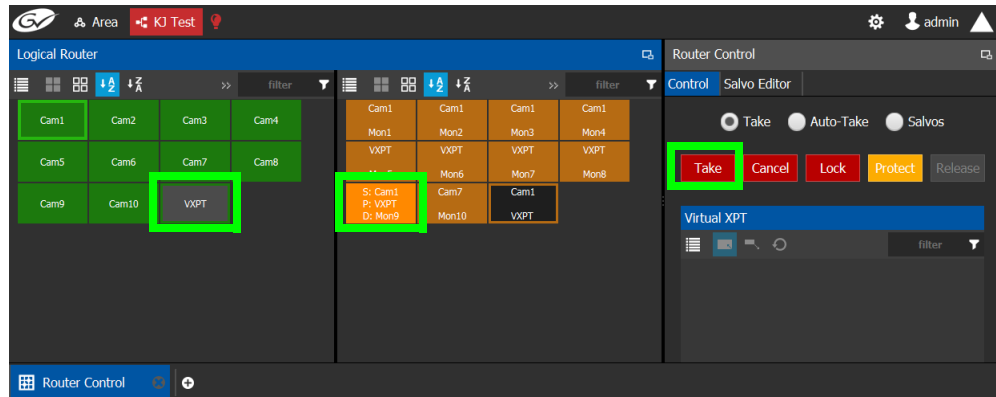 GV Area KJ Test admin
Logical Router
Router Control
filter
filter
Control Salvo Editor
Take Auto-Take Salvos
Take Cancel Lock Protect Release
Cam1 Cam2 Cam3 Cam4
Cam5 Cam6 Cam7 Cam8
Cam9 Cam10 VXPT
Cam1 Cam1 Cam1 Cam1
Mon1 Mon2 Mon3 Mon4
VXPT VXPT VXPT VXPT
Mon6 Mon7 Mon8
S: Cam1 Cam7 Cam1
P: VXPT
D: Mon9 Mon10 VXPT
Virtual XPT
filter
Router Control